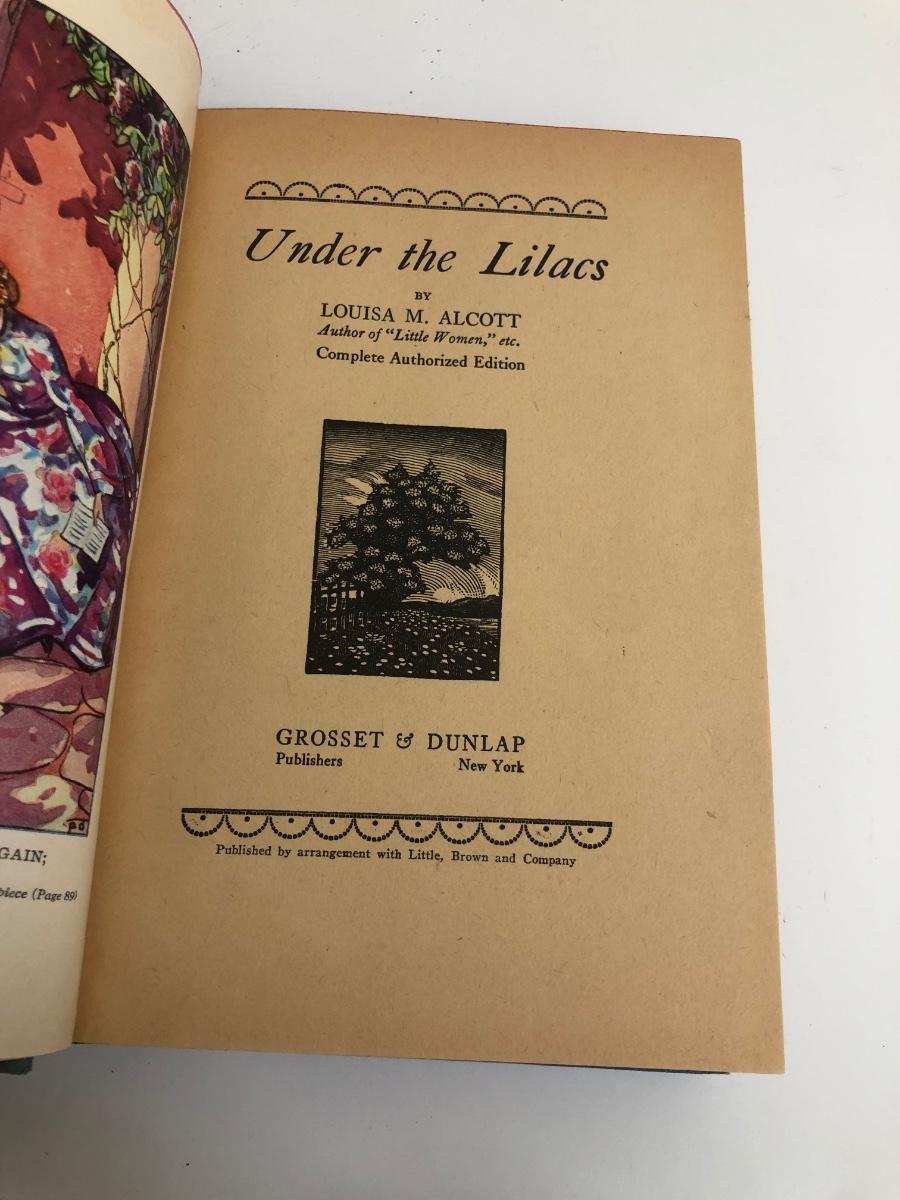 GAIN;
piece (Page 89)
Under the Lilacs
BY
LOUISA M. ALCOTT
Author of "Little Women," etc.
Complete Authorized Edition
GROSSET & DUNLAP
Publishers New York
Published by arrangement with Little, Brown and Company